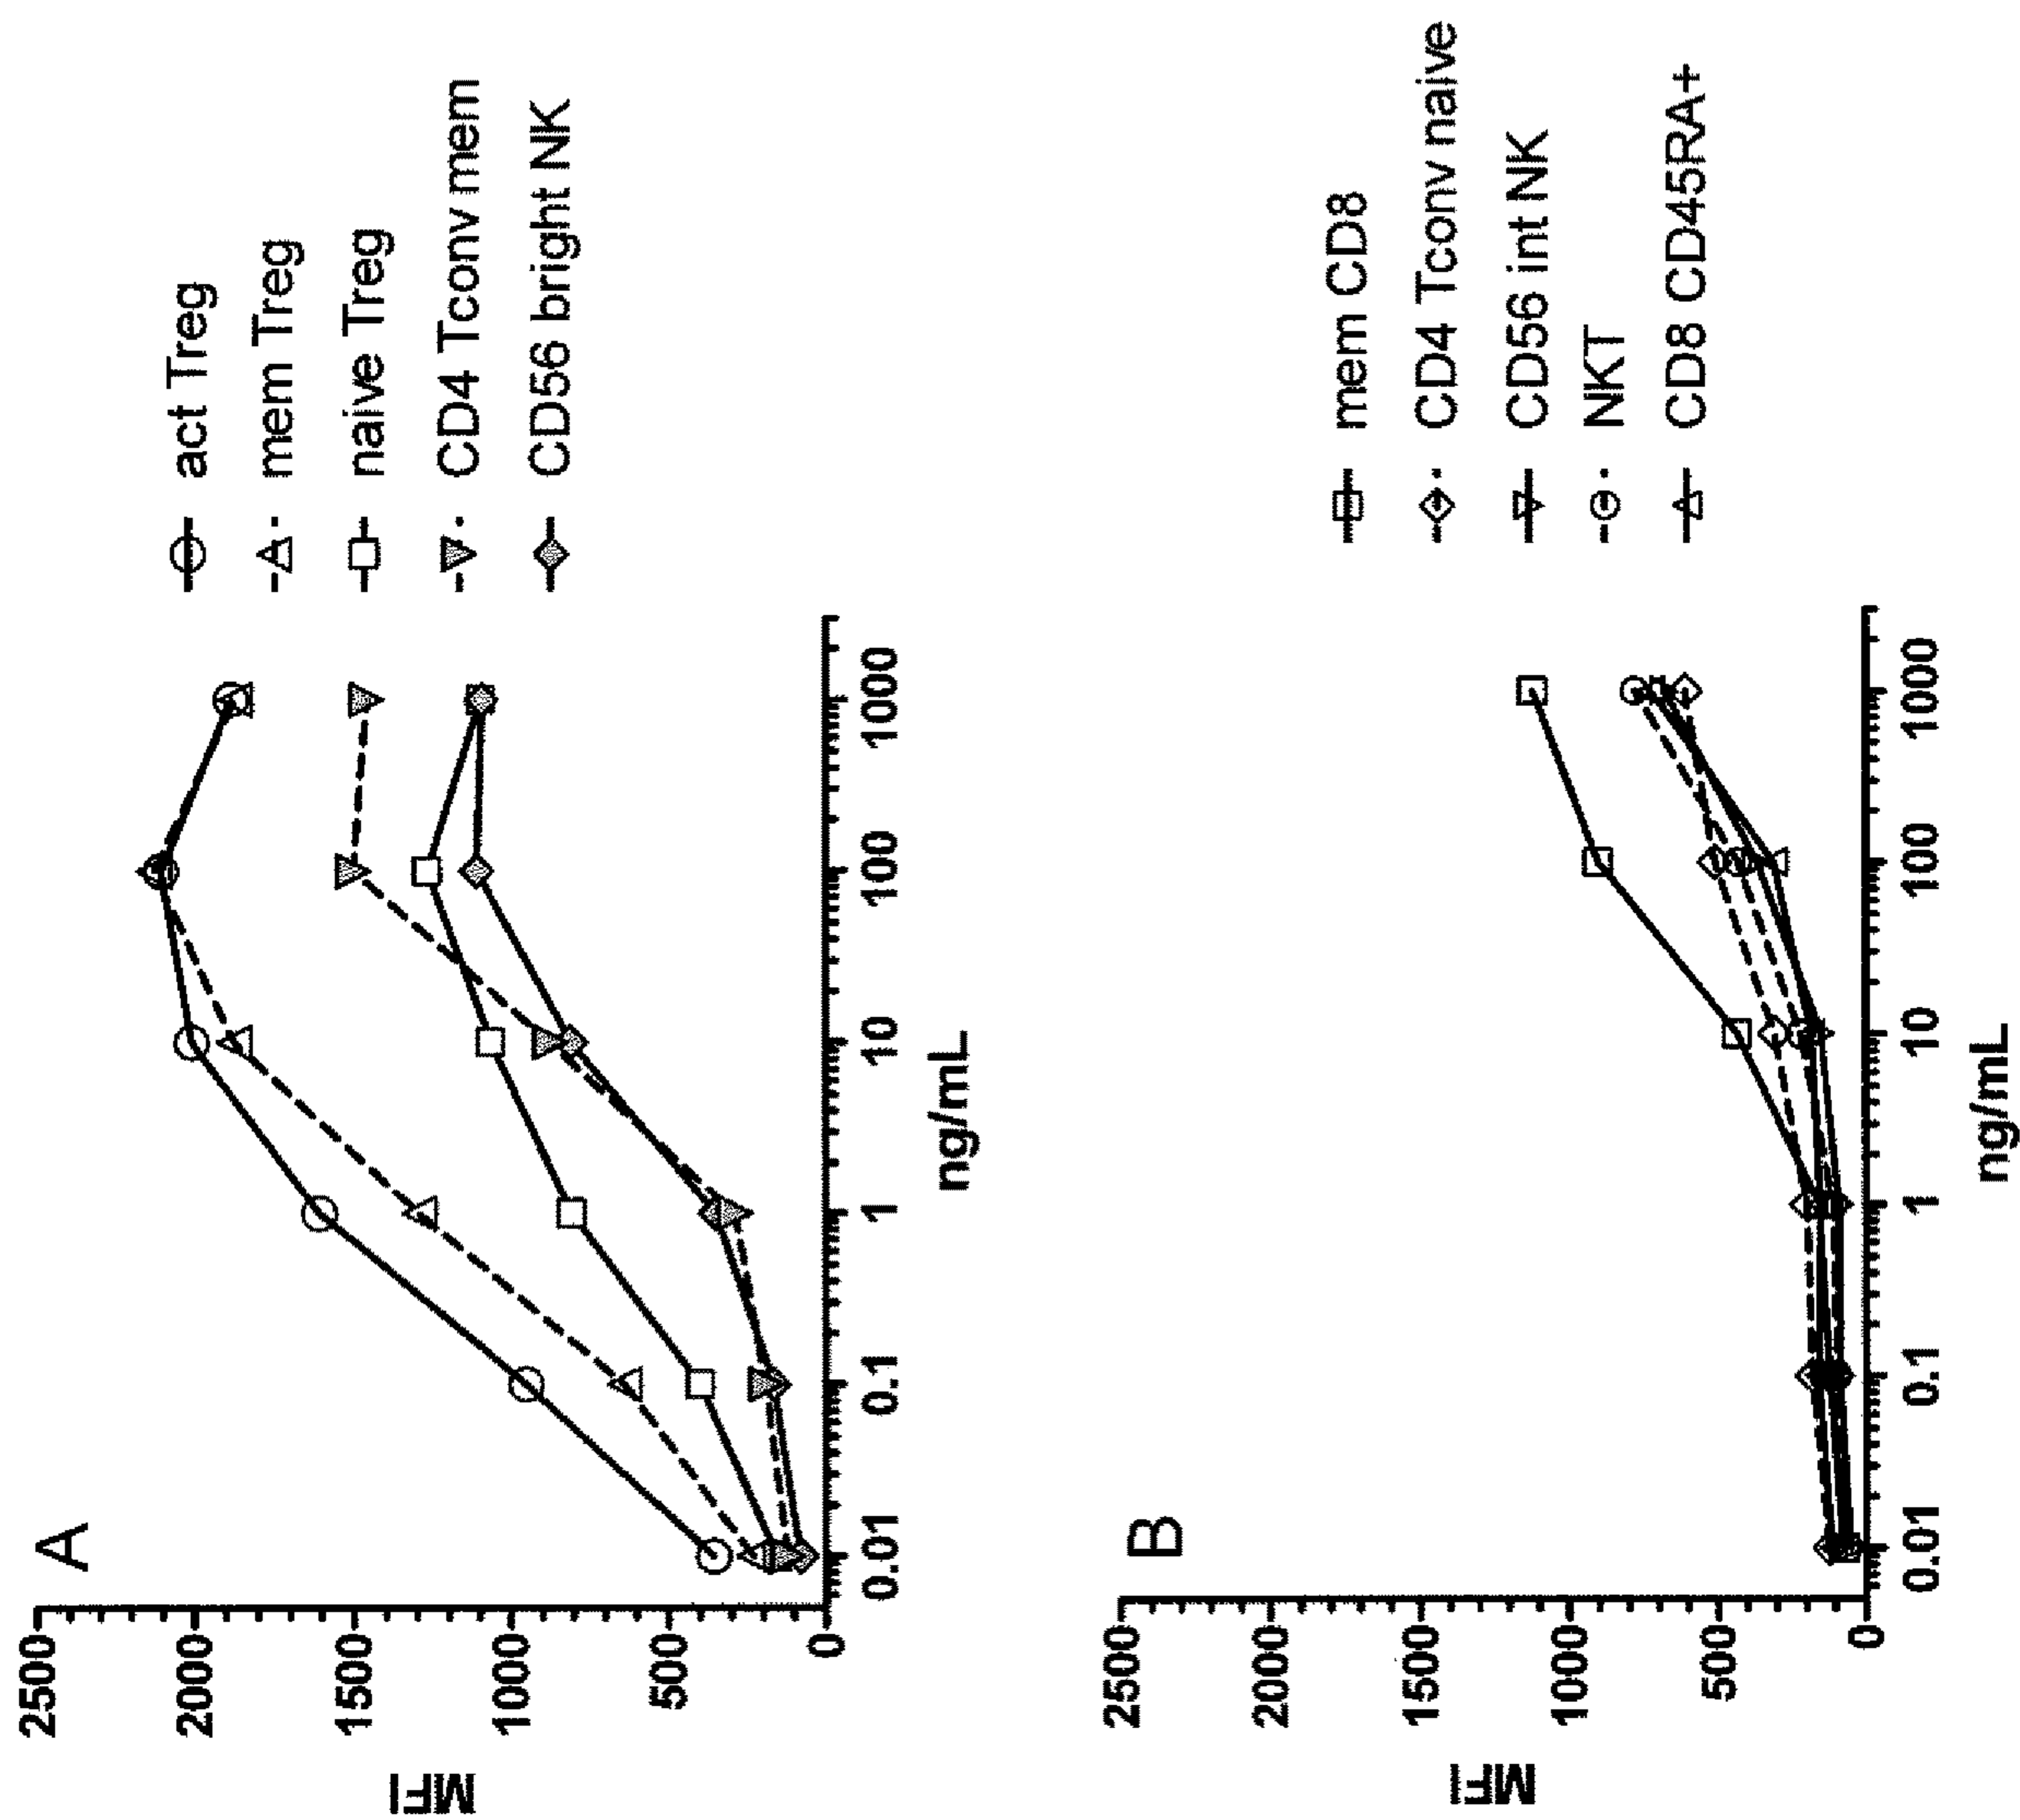 A
2500
2000
1500
1000
500
0
MFI
0.01
0.1
1
10
100
1000
ng/mL
act Treg
mem Treg
naive Treg
CD4 Tconv mem
CD56 bright NK
B
2500
2000
1500
1000
500
0
MFI
0.01
0.1
1
10
100
1000
ng/mL
mem CD8
CD4 Tconv naive
CD56 int NK
NKT
CD8 CD45RA+